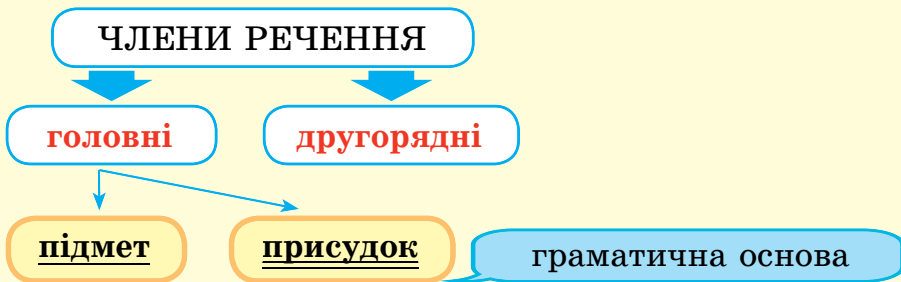 ЧЛЕНИ РЕЧЕННЯ
головні другорядні
підмет присудок граматична основа